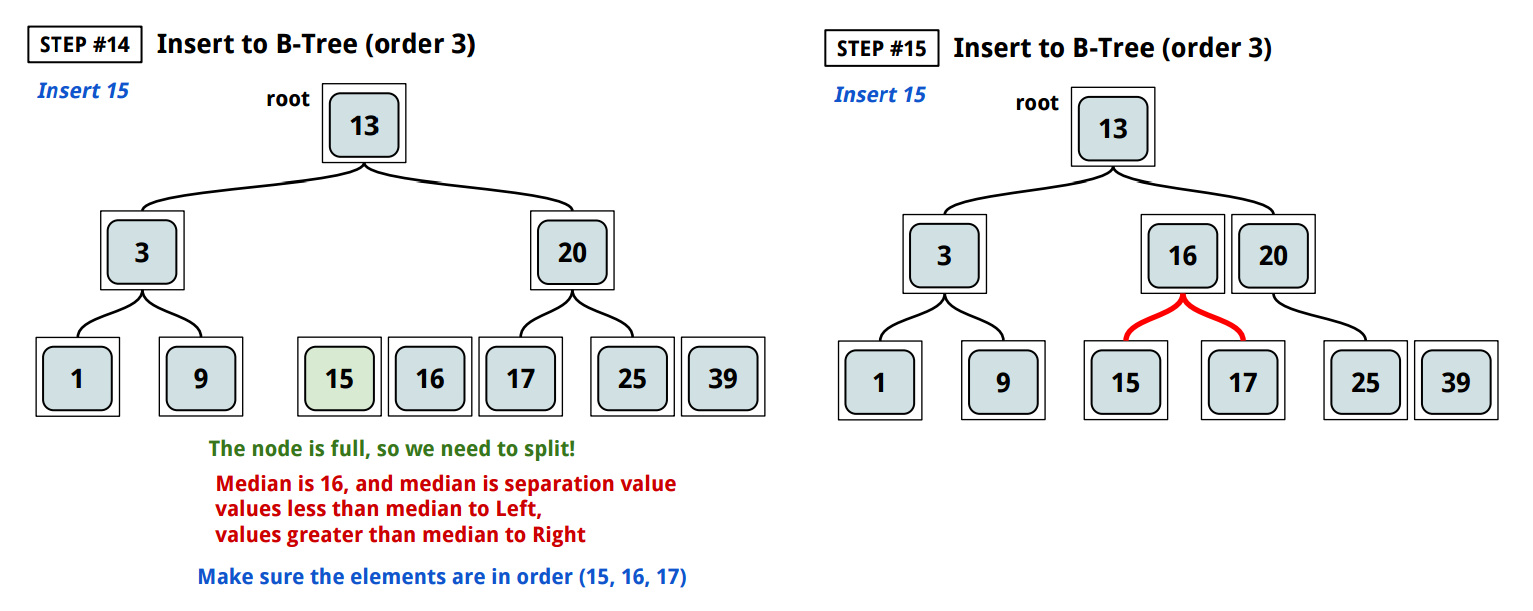 STEP #14 Insert to B-Tree (order 3)
Insert 15
root
13
3 20
1 9 15 16 17 25 39
The node is full, so we need to split!
Median is 16, and median is separation value
values less than median to Left,
values greater than median to Right
Make sure the elements are in order (15, 16, 17)
STEP #15 Insert to B-Tree (order 3)
Insert 15
root
13
3 16 20
1 9 15 17 25 39